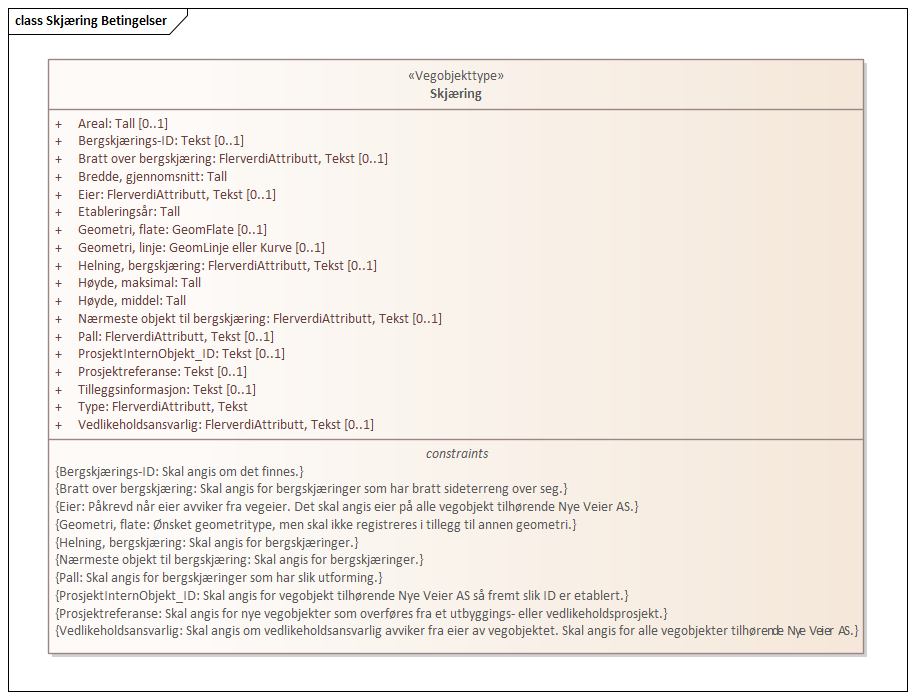 class Skjæring Betingelser
«Vegobjekttype»
Skjæring
+ Areal: Tall [0..1]
+ Bergskjærings-ID: Tekst [0..1]
+ Bratt over bergskjæring: FlerverdiAttributt, Tekst [0..1]
+ Bredde, gjennomsnitt: Tall
+ Eier: FlerverdiAttributt, Tekst [0..1]
+ Etableringsår: Tall
+ Geometri, flate: GeomFlate [0..1]
+ Geometri, linje: GeomLinje eller Kurve [0..1]
+ Helning, bergskjæring: FlerverdiAttributt, Tekst [0..1]
+ Høyde, maksimal: Tall
+ Høyde, middel: Tall
+ Nærmeste objekt til bergskjæring: FlerverdiAttributt, Tekst [0..1]
+ Pall: FlerverdiAttributt, Tekst [0..1]
+ ProsjektInternObjekt_ID: Tekst [0..1]
+ Prosjektreferanse: Tekst [0..1]
+ Tilleggsinformasjon: Tekst [0..1]
+ Type: FlerverdiAttributt, Tekst
+ Vedlikeholdsansvarlig: FlerverdiAttributt, Tekst [0..1]
constraints
{Bergskjærings-ID: Skal angis om det finnes.}
{Bratt over bergskjæring: Skal angis for bergskjæringer som har bratt sideterreng over seg.}
{Eier: Påkrevd når eier avviker fra vegeier. Det skal angis eier på alle vegobjekt tilhørende Nye Veier AS.}
{Geometri, flate: Ønsket geometritype, men skal ikke registreres i tillegg til annen geometri.}
{Helning, bergskjæring: Skal angis for bergskjæringer.}
{Nærmeste objekt til bergskjæring: Skal angis for bergskjæringer.}
{Pall: Skal angis for bergskjæringer som har slik utforming.}
{ProsjektInternObjekt_ID: Skal angis for vegobjekt tilhørende Nye Veier AS så fremt slik ID er etablert.}
{Prosjektreferanse: Skal angis for nye vegobjekter som overføres fra et utbyggings- eller vedlikeholdsprosjekt.}
{Vedlikeholdsansvarlig: Skal angis om vedlikeholdsansvarlig avviker fra eier av vegobjektet. Skal angis for alle vegobjekter tilhørende Nye Veier AS.}